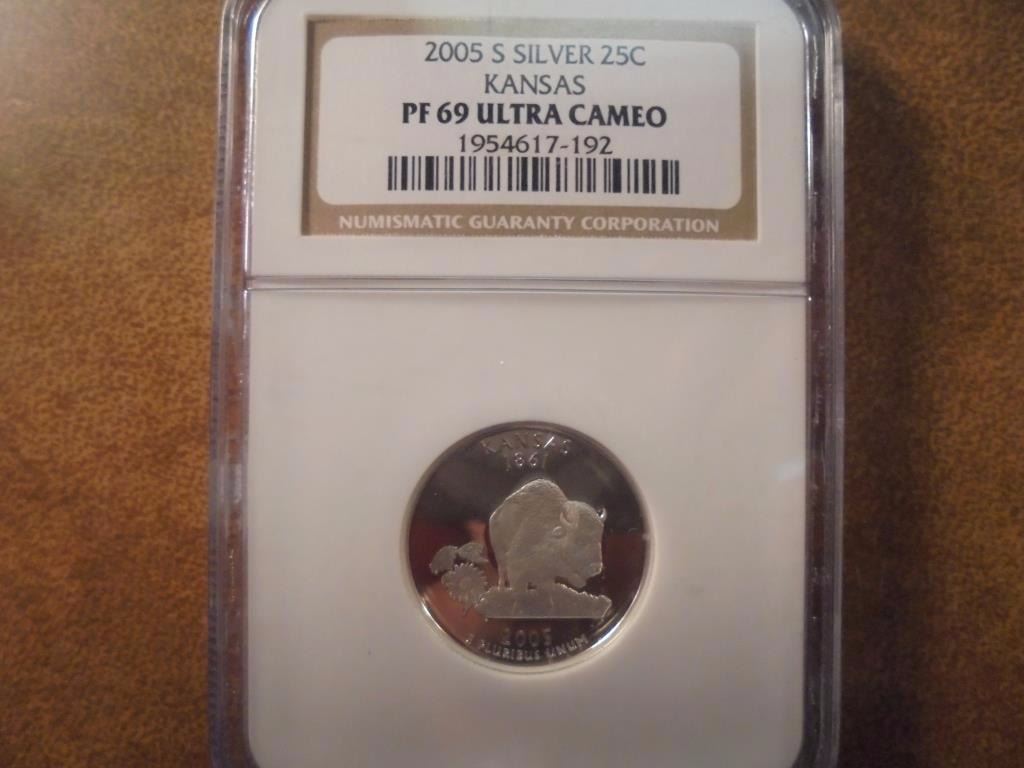 2005 S SILVER 25C
KANSAS
PF 69 ULTRA CAMEO
1954617-192
NUMISMATIC GUARANTY CORPORATION
KANSAS
1861
2005
E PLURIBUS UNUM